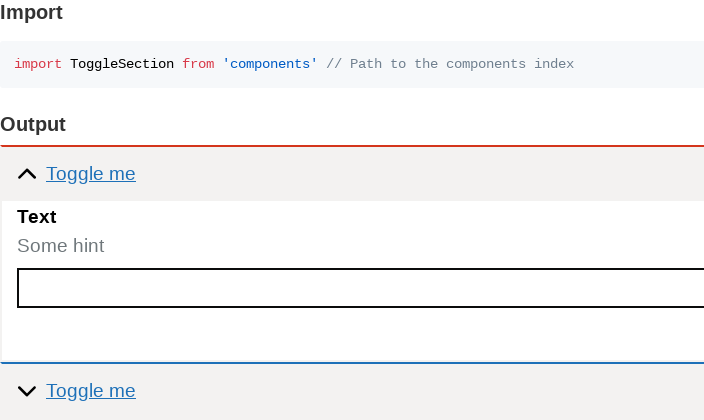 Import
import ToggleSection from 'components' // Path to the components index
Output
Toggle me
Text
Some hint
Toggle me